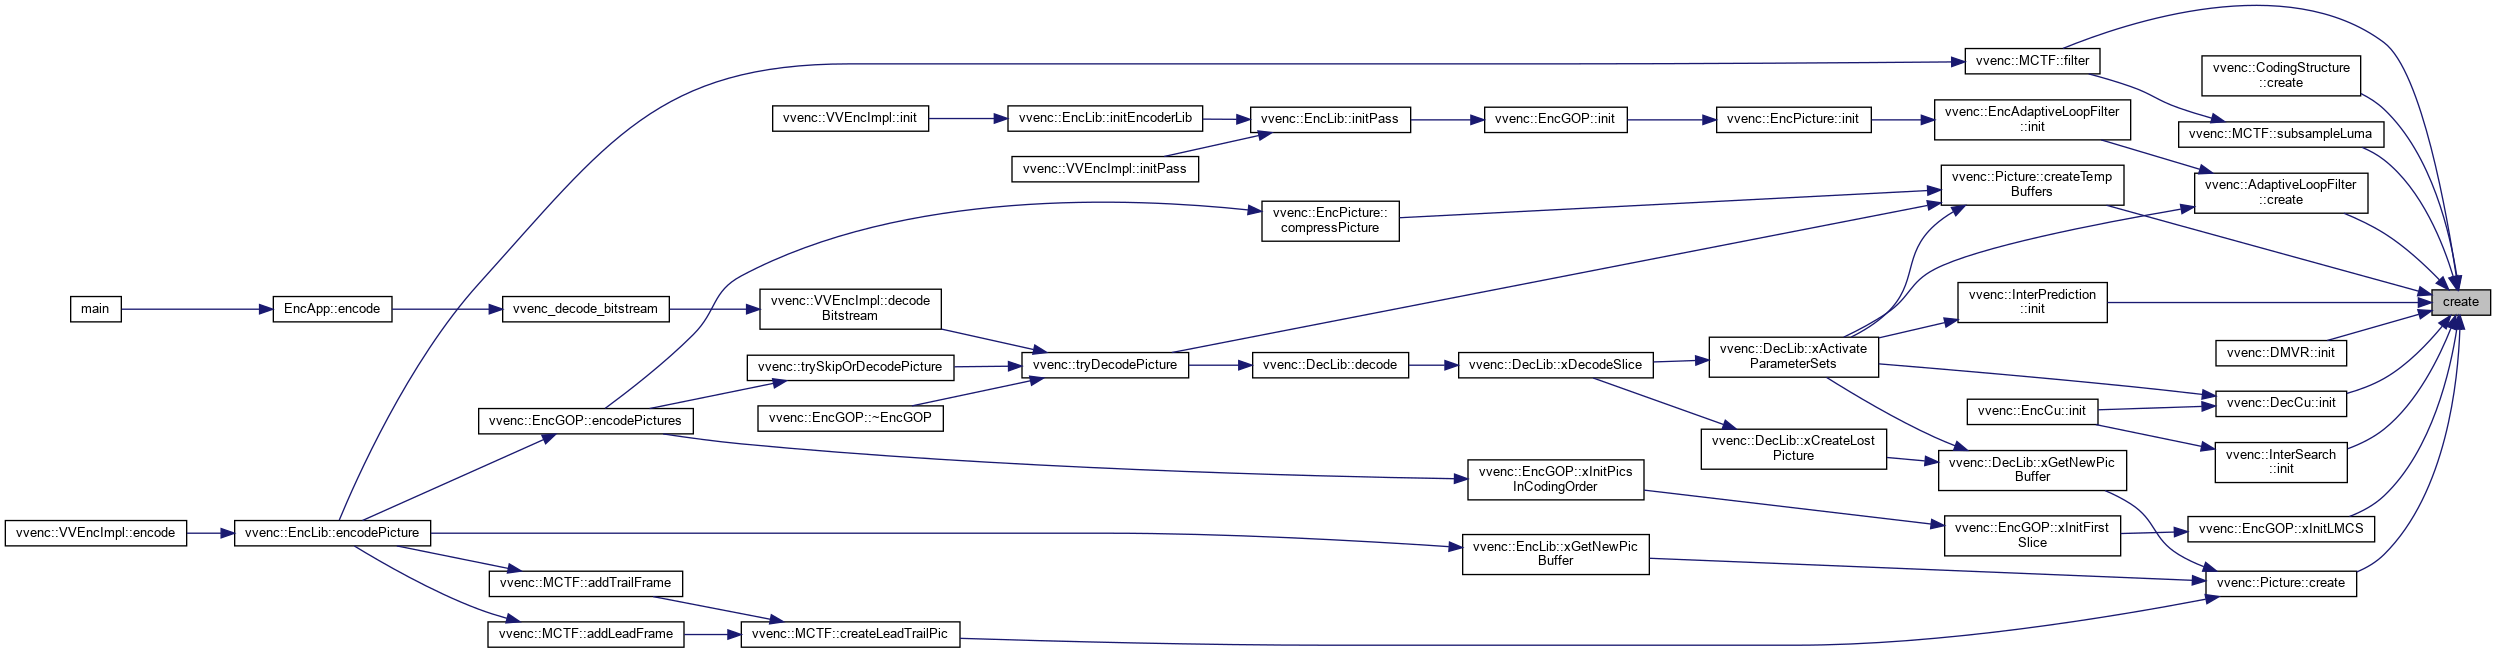 vvenc::MCTF::filter
vvenc::CodingStructure
::create
vvenc::VVEncImpl::init
vvenc::EncLib::initEncoderLib
vvenc::EncLib::initPass
vvenc::EncGOP::init
vvenc::EncPicture::init
vvenc::EncAdaptiveLoopFilter
::init
vvenc::MCTF::subsampleLuma
vvenc::VVEncImpl::initPass
vvenc::Picture::createTemp
Buffers
vvenc::AdaptiveLoopFilter
::create
vvenc::EncPicture::
compressPicture
main
EncApp::encode
vvenc_decode_bitstream
vvenc::VVEncImpl::decode
Bitstream
vvenc::InterPrediction
::init
create
vvenc::trySkipOrDecodePicture
vvenc::tryDecodePicture
vvenc::DecLib::decode
vvenc::DecLib::xDecodeSlice
vvenc::DecLib::xActivate
ParameterSets
vvenc::DMVR::init
vvenc::EncGOP::encodePictures
vvenc::EncGOP::~EncGOP
vvenc::EncCu::init
vvenc::DecCu::init
vvenc::DecLib::xCreateLost
Picture
vvenc::DecLib::xGetNewPic
Buffer
vvenc::InterSearch
::init
vvenc::EncGOP::xInitPics
InCodingOrder
vvenc::VVEncImpl::encode
vvenc::EncLib::encodePicture
vvenc::EncLib::xGetNewPic
Buffer
vvenc::EncGOP::xInitFirst
Slice
vvenc::EncGOP::xInitLMCS
vvenc::MCTF::addTrailFrame
vvenc::Picture::create
vvenc::MCTF::addLeadFrame
vvenc::MCTF::createLeadTrailPic